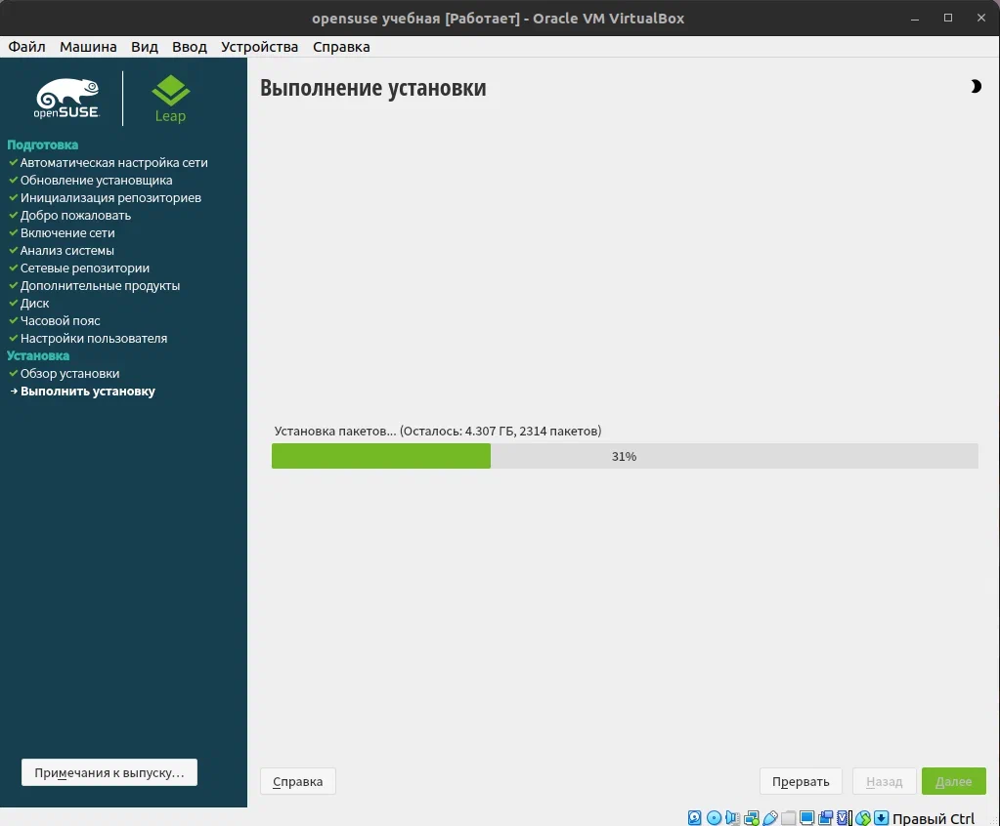 opensuse учебная [Работает] - Oracle VM VirtualBox
Файл Машина Вид Ввод Устройства Справка
openSUSE
Leap
Выполнение установки
Подготовка
Автоматическая настройка сети
Обновление установщика
Инициализация репозиториев
Добро пожаловать
Включение сети
Анализ системы
Сетевые репозитории
Дополнительные продукты
Диск
Часовой пояс
Настройки пользователя
Установка
Обзор установки
Выполнить установку
Установка пакетов... (Осталось: 4.307 ГБ, 2314 пакетов)
31%
Примечания к выпуску...
Справка
Прервать
Назад
Далее
Правый Ctrl